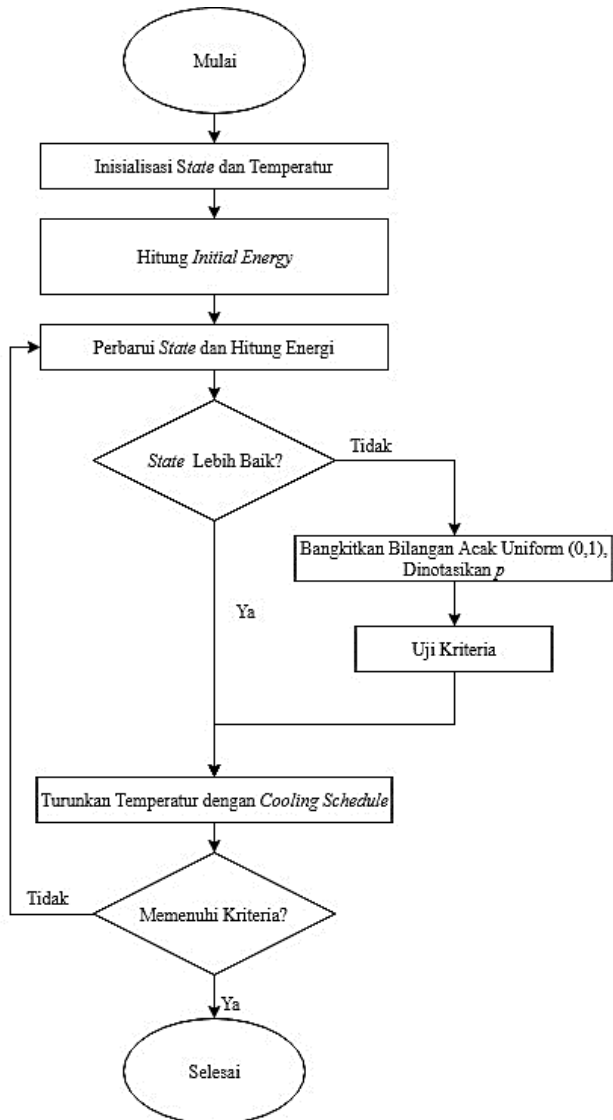 Mulai
Inisialisasi State dan Temperatur
Hitung Initial Energy
Perbarui State dan Hitung Energi
State Lebih Baik?
Tidak
Bangkitkan Bilangan Acak Uniform (0,1),
Dinotasikan p
Ya
Uji Kriteria
Turunkan Temperatur dengan Cooling Schedule
Tidak
Memenuhi Kriteria?
Ya
Selesai